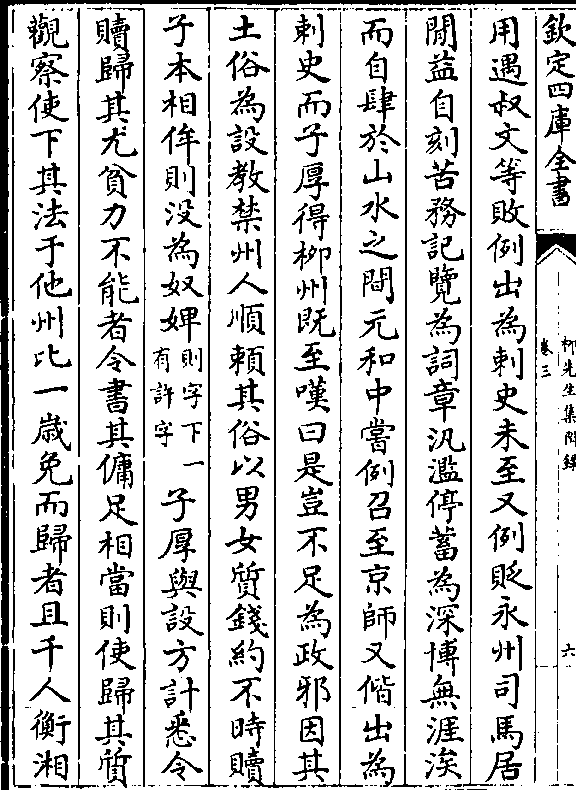 欽定四庫全書
柳先生集附錄
卷三
六
用遇叔文等敗例出為刺史未至又例貶永州司馬居
閒益自刻苦務記覽為詞章汎濫停蓄為深博無涯涘
而自肆於山水之閒元和中嘗例召至京師又偕出為
刺史而子厚得柳州既至嘆曰是豈不足為政邪因其
土俗為設教禁州人順賴其俗以男女質錢約不時贖
子本相侔則没為奴婢則字下一有許字子厚與設方計悉令
贖歸其尤貧力不能者令書其傭足相當則使歸其質
觀察使下其法于他州比一歲免而歸者且千人衡湘